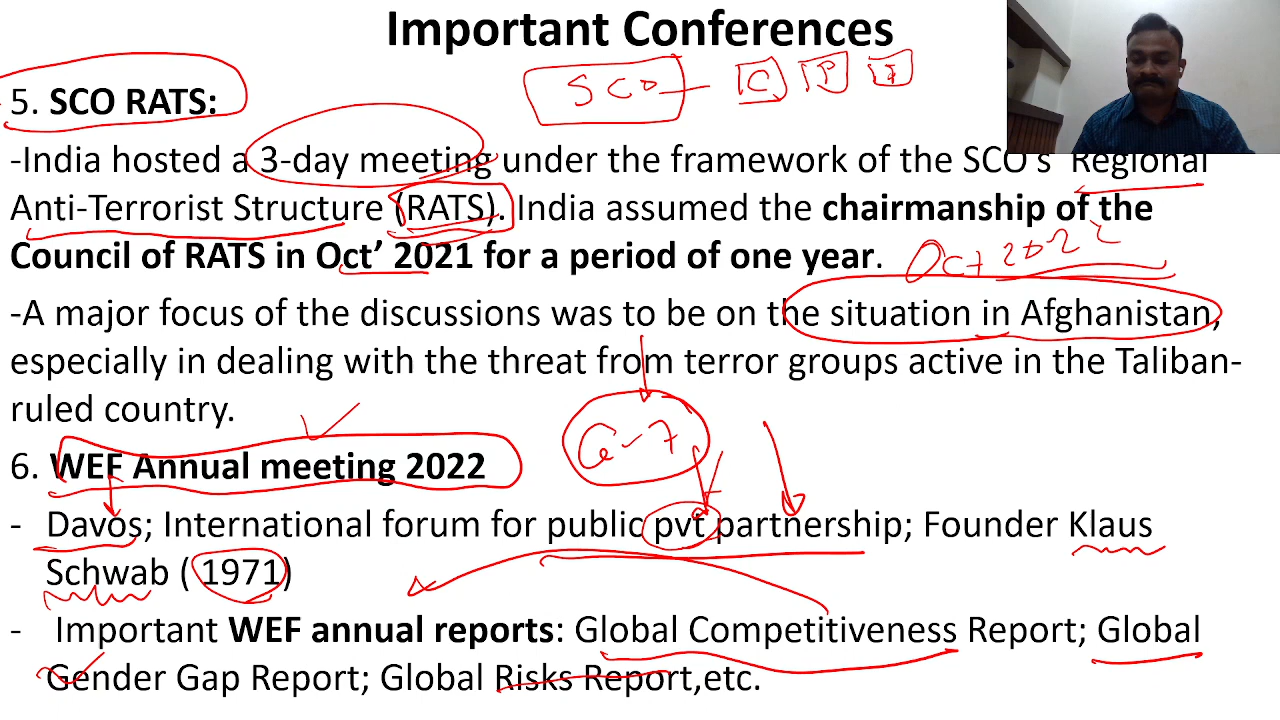 Important Conferences
SCO - C P I
5. SCO RATS:
-India hosted a 3-day meeting under the framework of the SCO's Regional
Anti-Terrorist Structure (RATS). India assumed the chairmanship of the
Council of RATS in Oct’ 2021 for a period of one year.
Oct 2022
-A major focus of the discussions was to be on the situation in Afghanistan,
especially in dealing with the threat from terror groups active in the Taliban-
ruled country.
G-7
6. WEF Annual meeting 2022
- Davos; International forum for public pvt partnership; Founder Klaus
Schwab ( 1971)
- Important WEF annual reports: Global Competitiveness Report; Global
Gender Gap Report; Global Risks Report,etc.